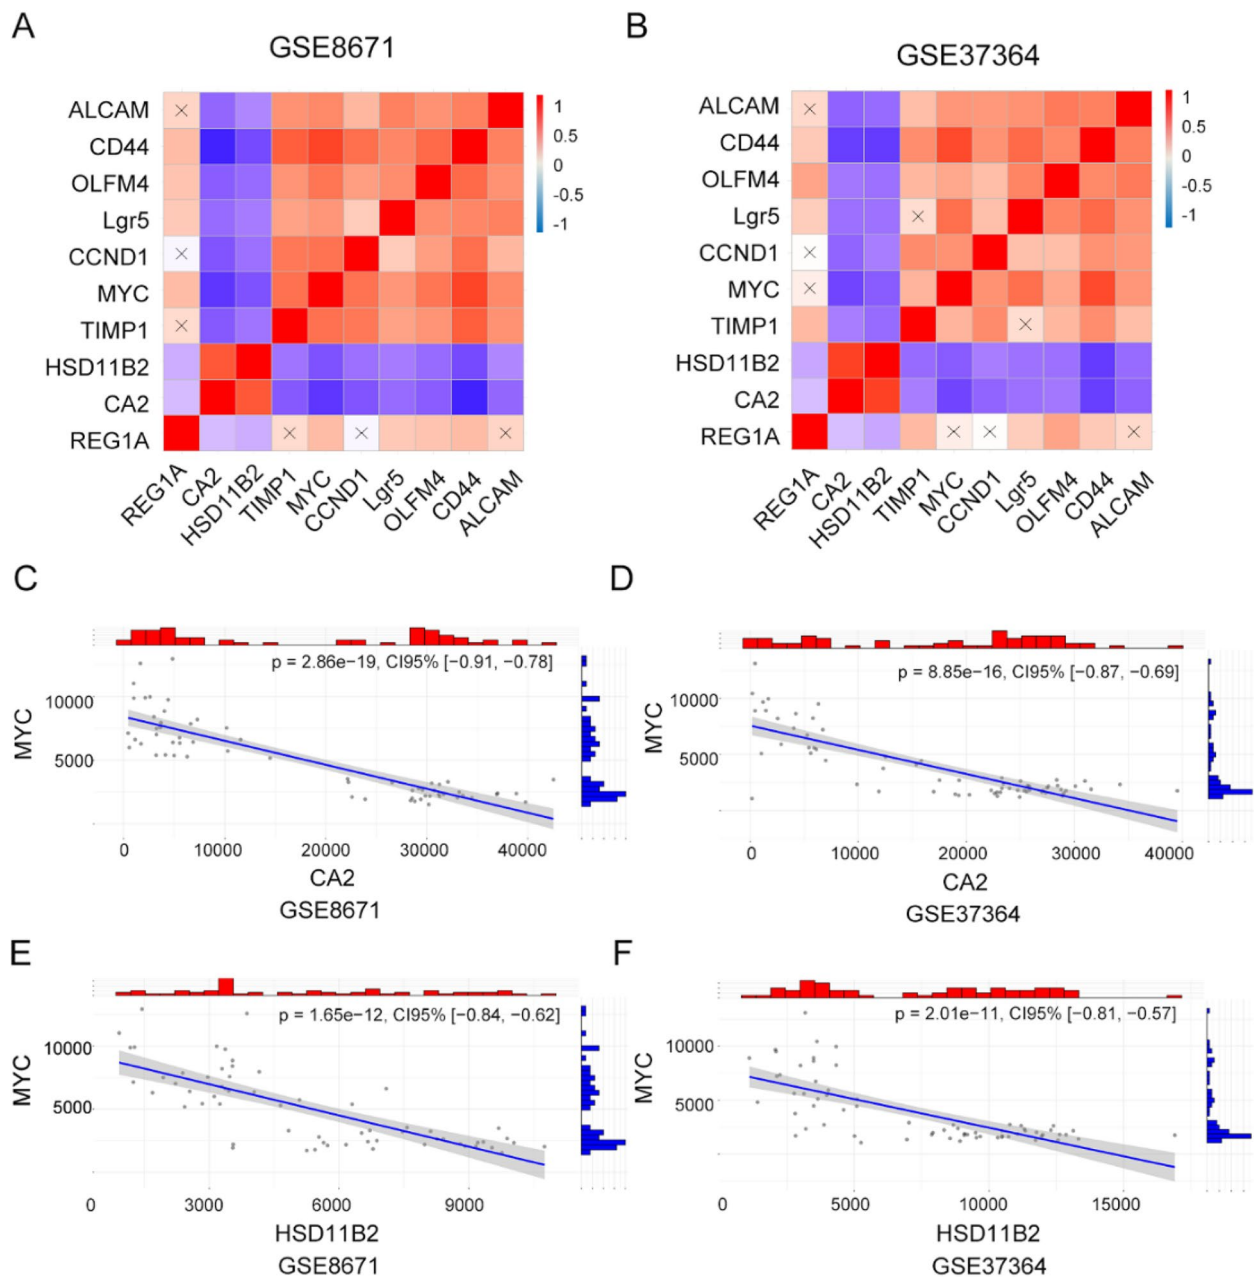 A
GSE8671
ALCAM
CD44
OLFM4
Lgr5
CCND1
MYC
TIMP1
HSD11B2
CA2
REG1A
1
0.5
0
-0.5
-1
REG1A
CA2
HSD11B2
TIMP1
MYC
CCND1
Lgr5
OLFM4
CD44
ALCAM
B
GSE37364
ALCAM
CD44
OLFM4
Lgr5
CCND1
MYC
TIMP1
HSD11B2
CA2
REG1A
1
0.5
0
-0.5
-1
REG1A
CA2
HSD11B2
TIMP1
MYC
CCND1
Lgr5
OLFM4
CD44
ALCAM
C
p = 2.86e−19, CI95% [−0.91, −0.78]
MYC
10000
5000
0 10000 20000 30000 40000
CA2
GSE8671
D
p = 8.85e−16, CI95% [−0.87, −0.69]
MYC
10000
5000
0 10000 20000 30000 40000
CA2
GSE37364
E
p = 1.65e−12, CI95% [−0.84, −0.62]
MYC
10000
5000
0 3000 6000 9000
HSD11B2
GSE8671
F
p = 2.01e−11, CI95% [−0.81, −0.57]
MYC
10000
5000
0 5000 10000 15000
HSD11B2
GSE37364